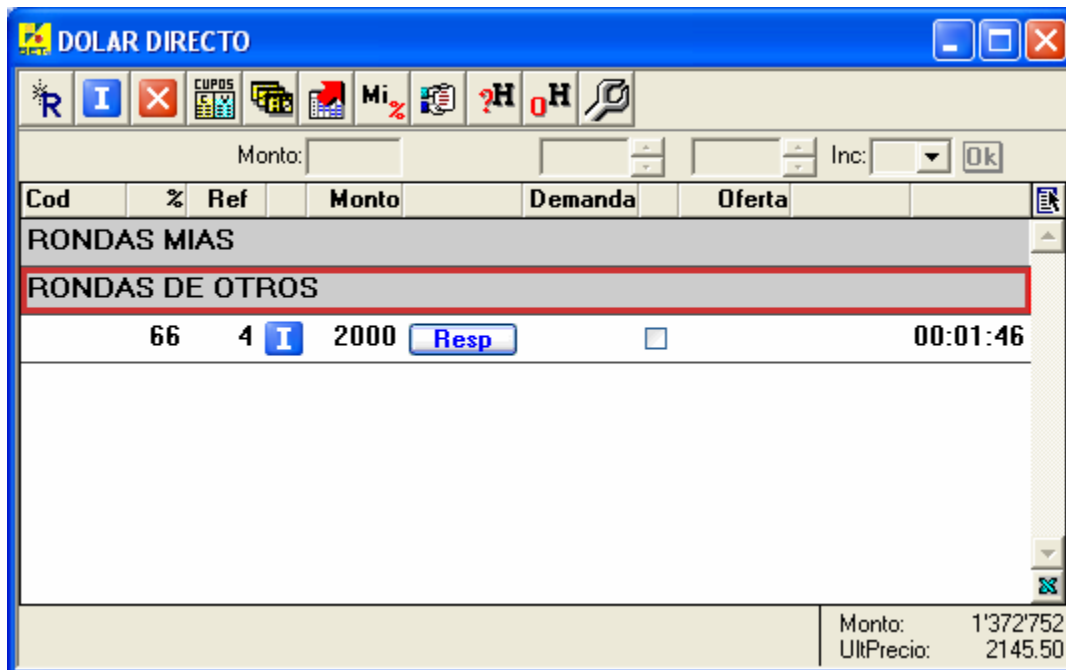 DOLAR DIRECTO
R I CUPOS Mi% ?H 0H
Monto: Inc: Ok
Cod % Ref Monto Demanda Oferta
RONDAS MIAS
RONDAS DE OTROS
66 4 I 2000 Resp 00:01:46
Monto: 1'372'752
UltPrecio: 2145.50